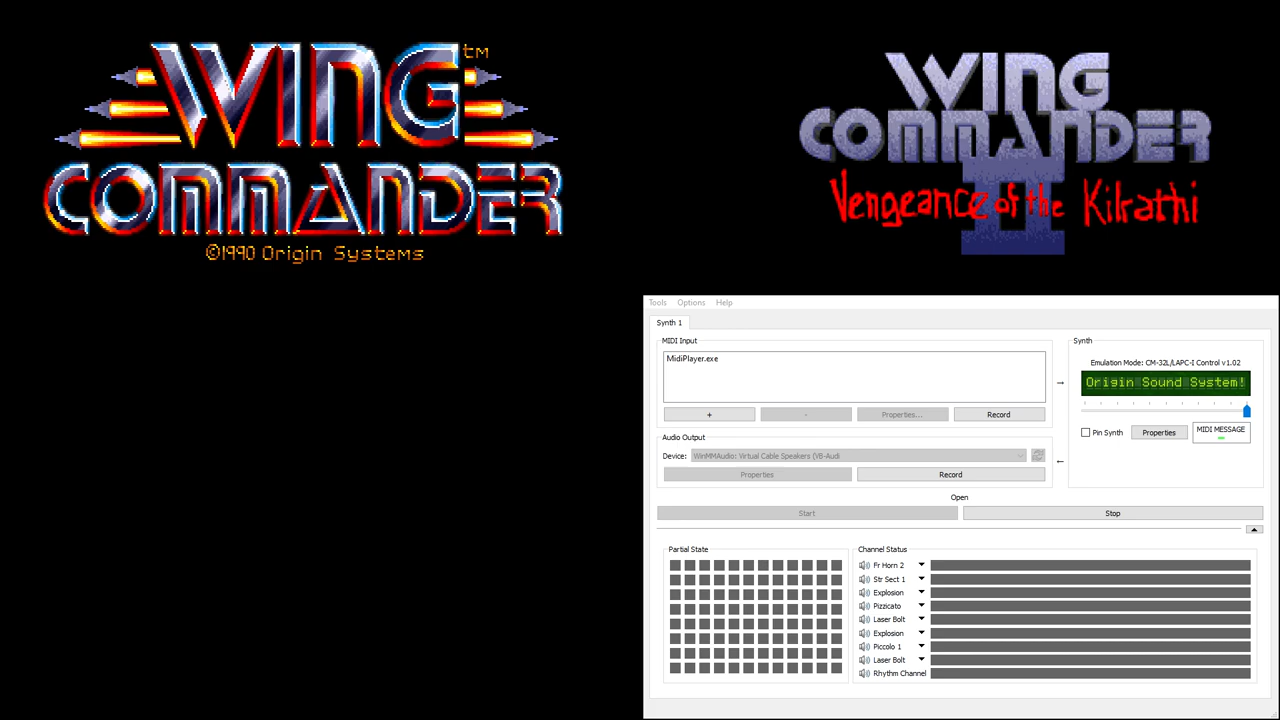 WING
COMMANDER
TM
©1990 Origin Systems
WING
COMMANDER
II
Vengeance of the Kilrathi
Tools Options Help
Synth 1
MIDI Input
MidiPlayer.exe
+ - Properties... Record
Synth
Emulation Mode: CM-32L/LAPC-I Control v1.02
Origin Sound System!
Pin Synth Properties MIDI MESSAGE
Audio Output
Device: WinMMAudio: Virtual Cable Speakers (VB-Audi
Properties Record
Open
Start Stop
Partial State
Channel Status
Fr Horn 2
Str Sect 1
Explosion
Pizzicato
Laser Bolt
Explosion
Piccolo 1
Laser Bolt
Rhythm Channel